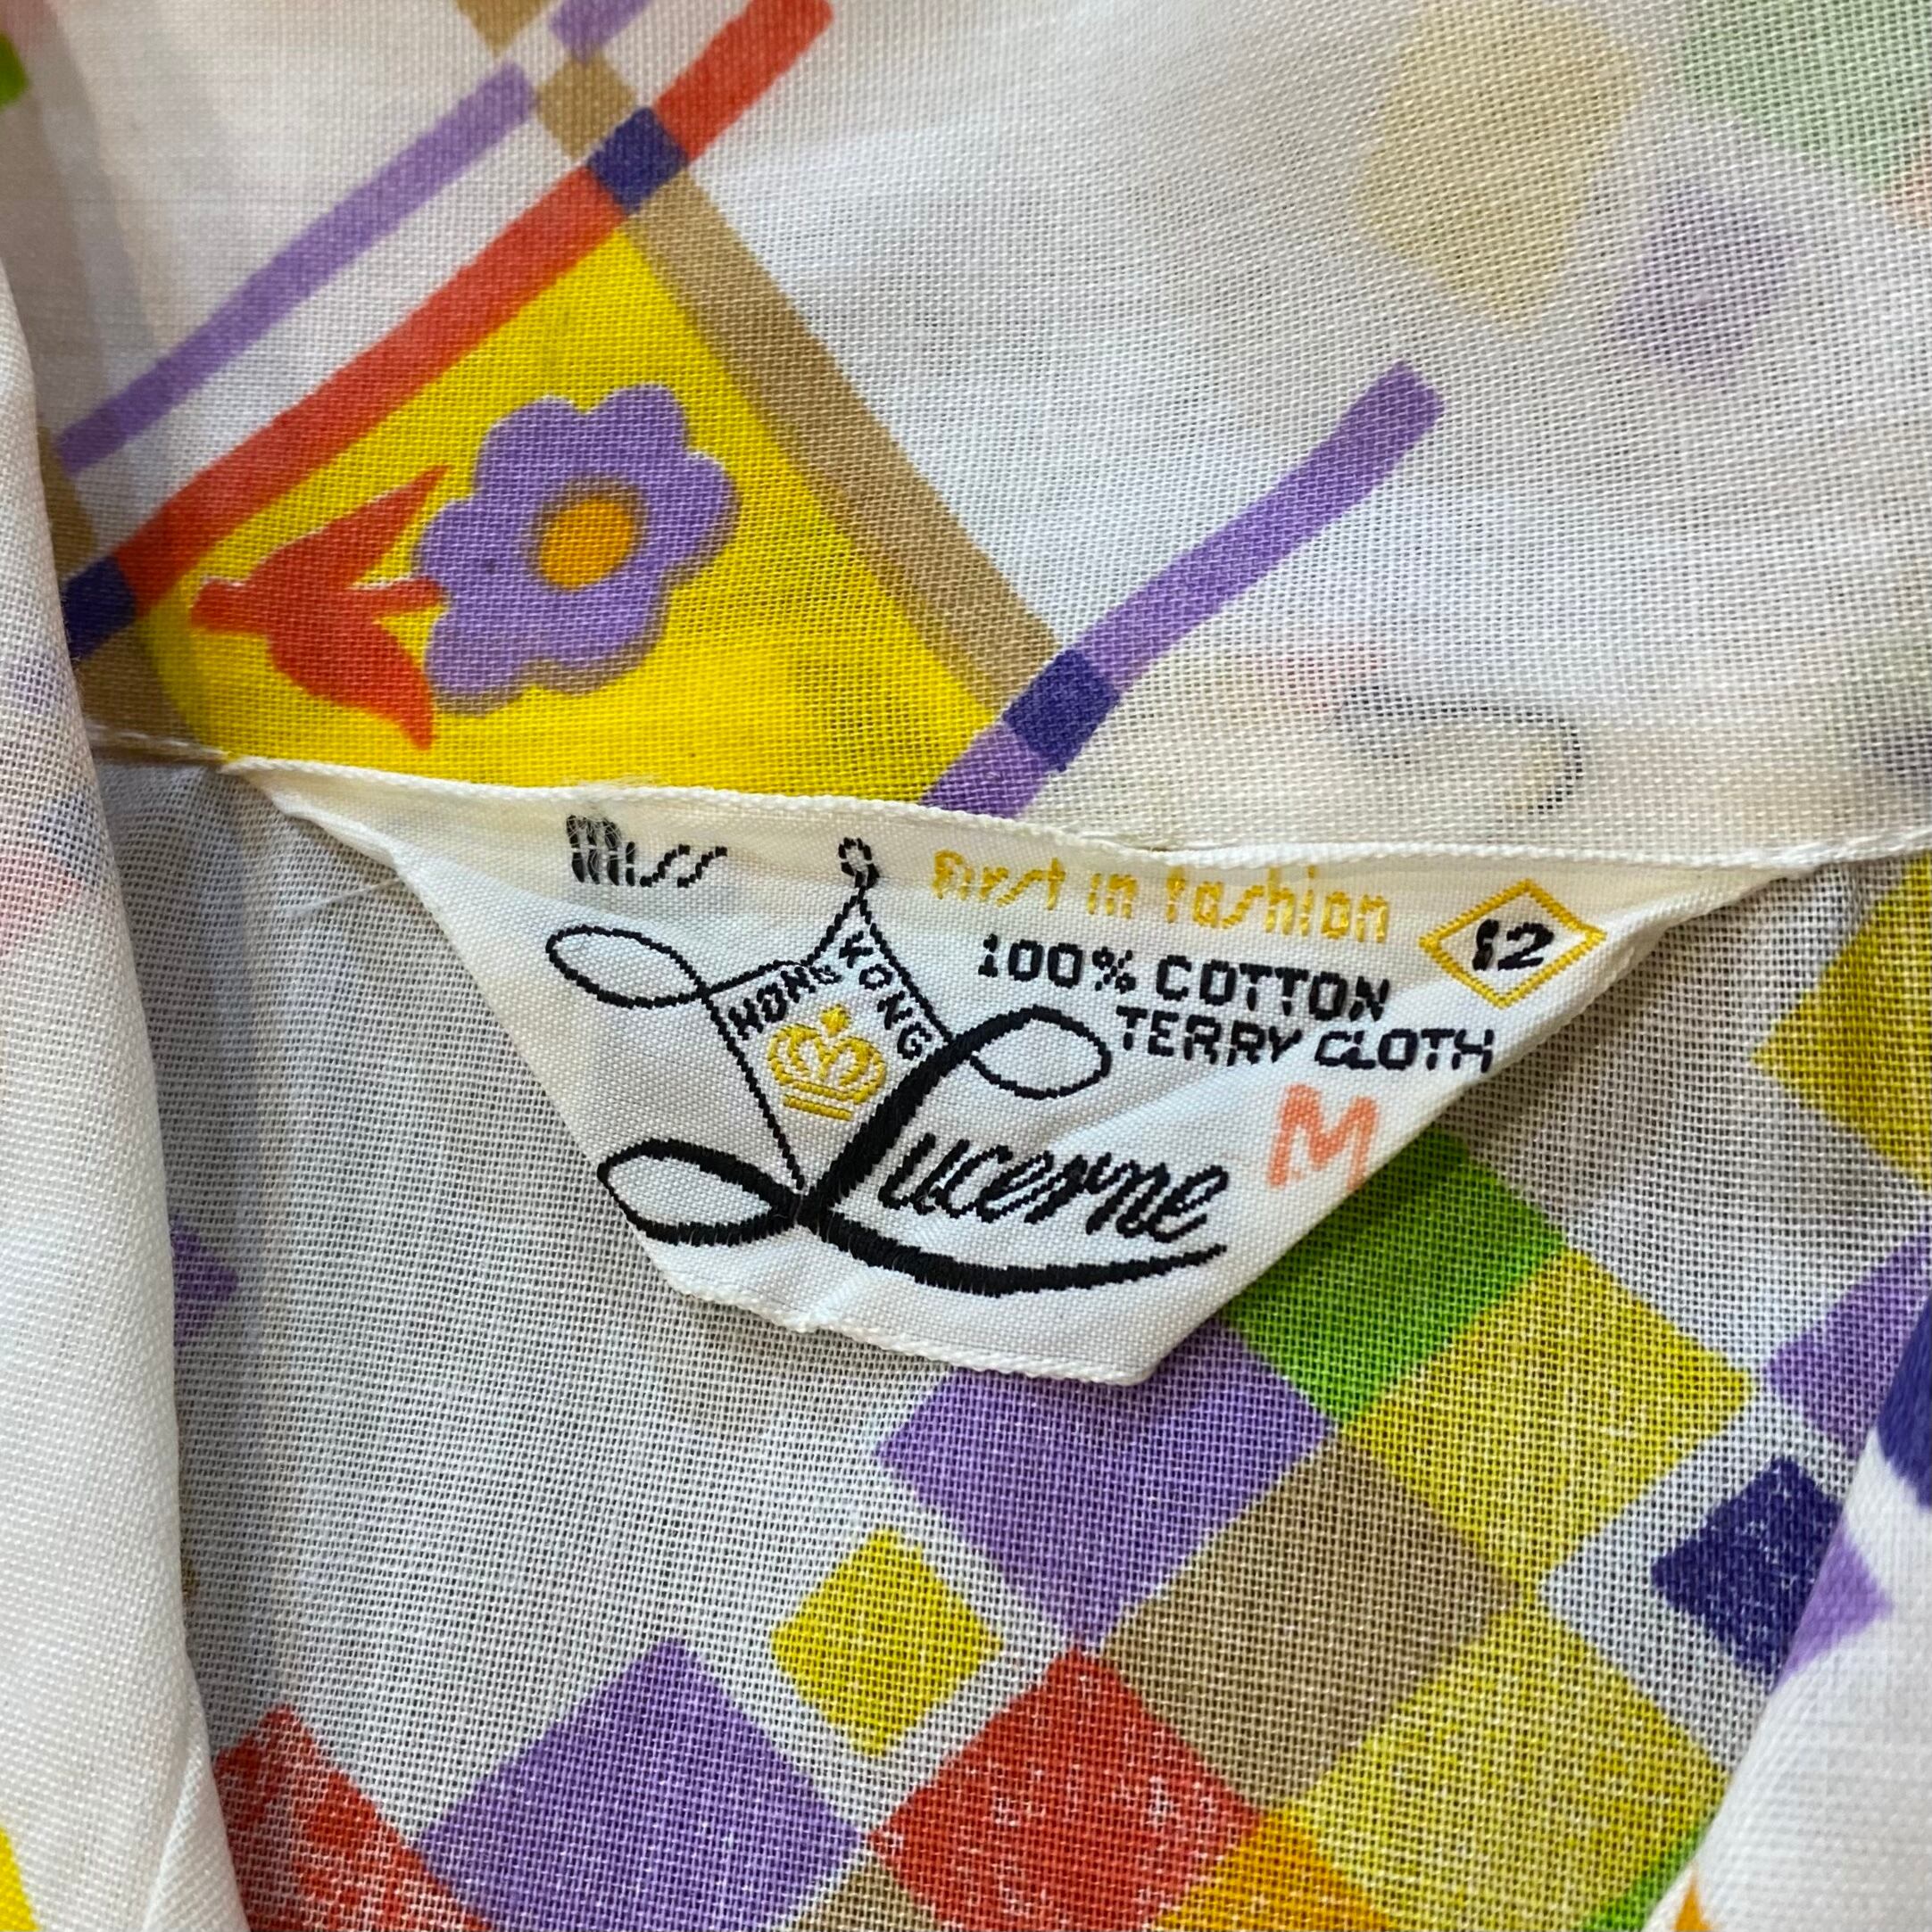 Miss
First in fashion
12
HONG KONG
100% COTTON
TERRY CLOTH
M
Lucerne